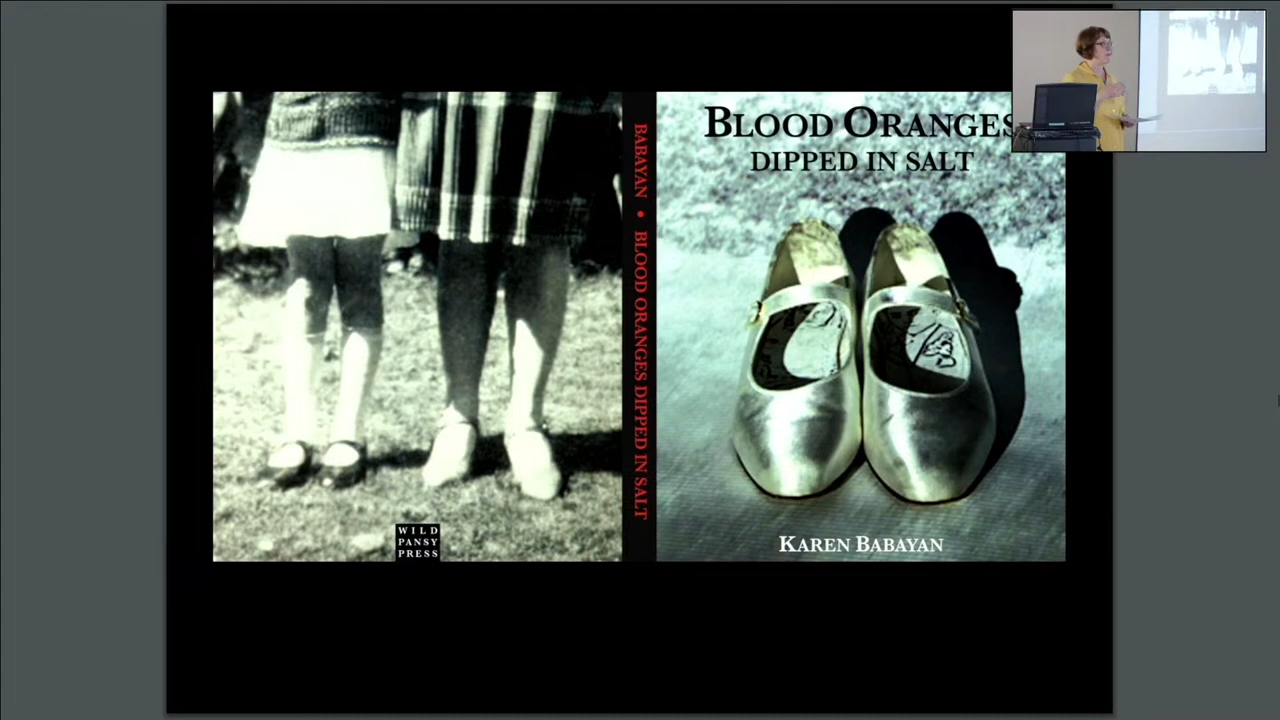 WILD
PANSY
PRESS
BABAYAN • BLOOD ORANGES DIPPED IN SALT
BLOOD ORANGES
DIPPED IN SALT
KAREN BABAYAN